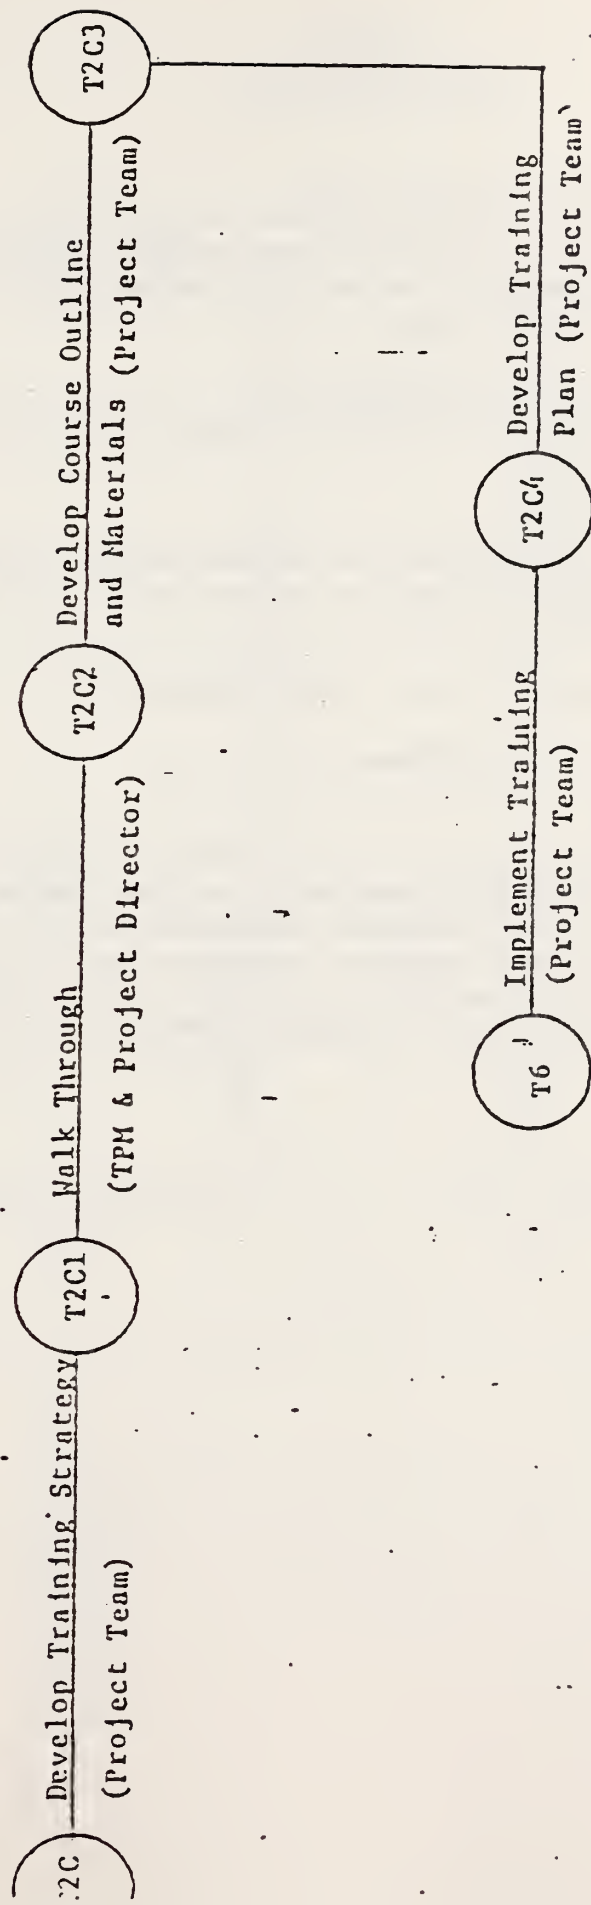 2C
Develop Training Strategy
(Project Team)
T2C1
Walk Through
(TPM & Project Director)
T2C2
Develop Course Outline
and Materials (Project Team)
T2C3
Develop Training
Plan (Project Team)
T2C4
Implement Training
(Project Team)
T6